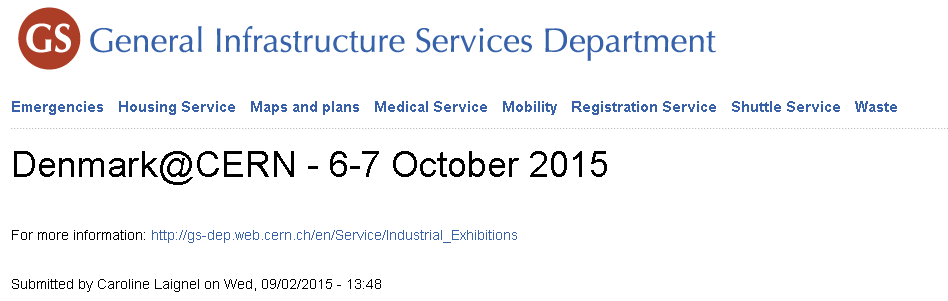 GS General Infrastructure Services Department
Emergencies Housing Service Maps and plans Medical Service Mobility Registration Service Shuttle Service Waste
Denmark@CERN - 6-7 October 2015
For more information: http://gs-dep.web.cern.ch/en/Service/Industrial_Exhibitions
Submitted by Caroline Laignel on Wed, 09/02/2015 - 13:48